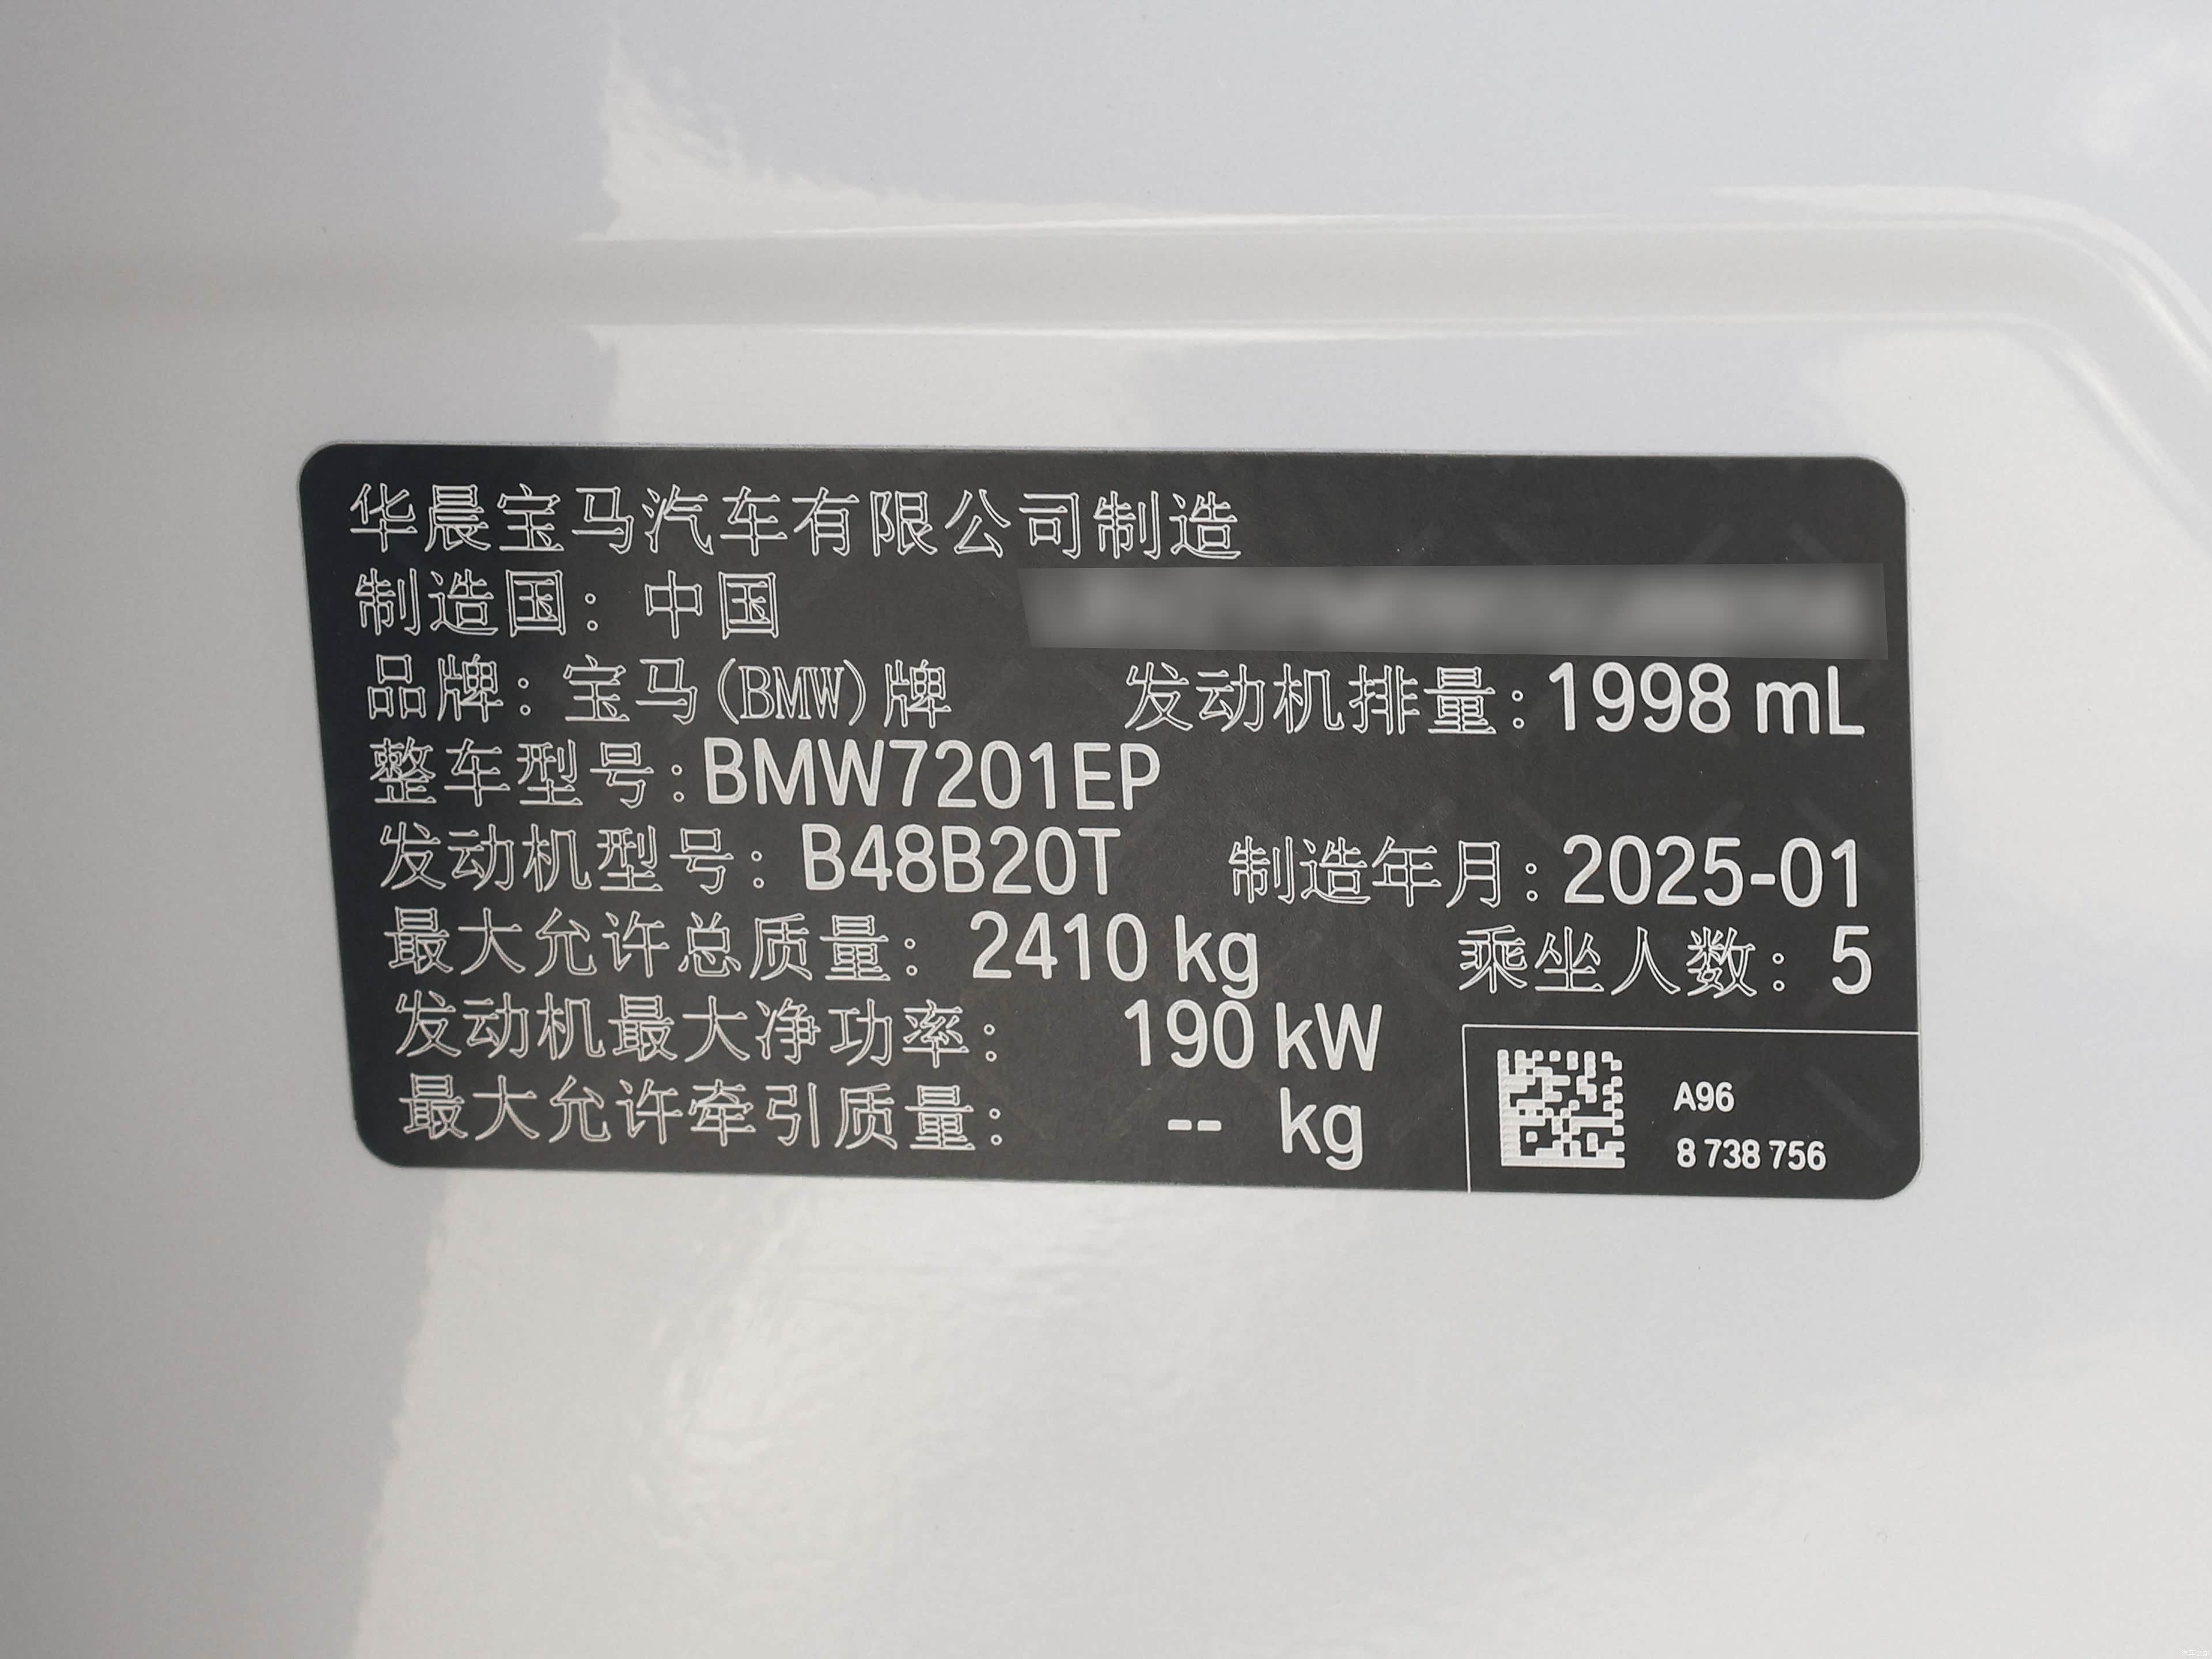 华晨宝马汽车有限公司制造
制造国：中国
品牌：宝马(BMW)牌 发动机排量：1998 mL
整车型号：BMW7201EP
发动机型号：B48B20T 制造年月：2025-01
最大允许总质量：2410 kg 乘坐人数：5
发动机最大净功率：190 kW
最大允许牵引质量：-- kg
A96
8 738 756
汽车之家